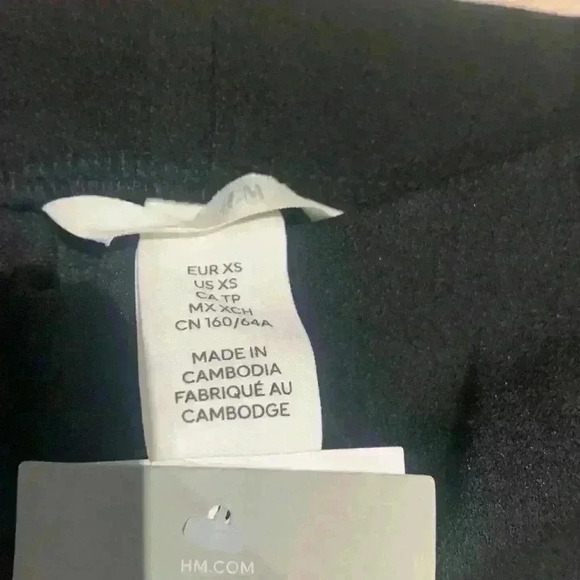 H&M
EUR XS
US XS
CA TP
MX XCH
CN 160/64A
MADE IN
CAMBODIA
FABRIQUÉ AU
CAMBODGE
HM.COM